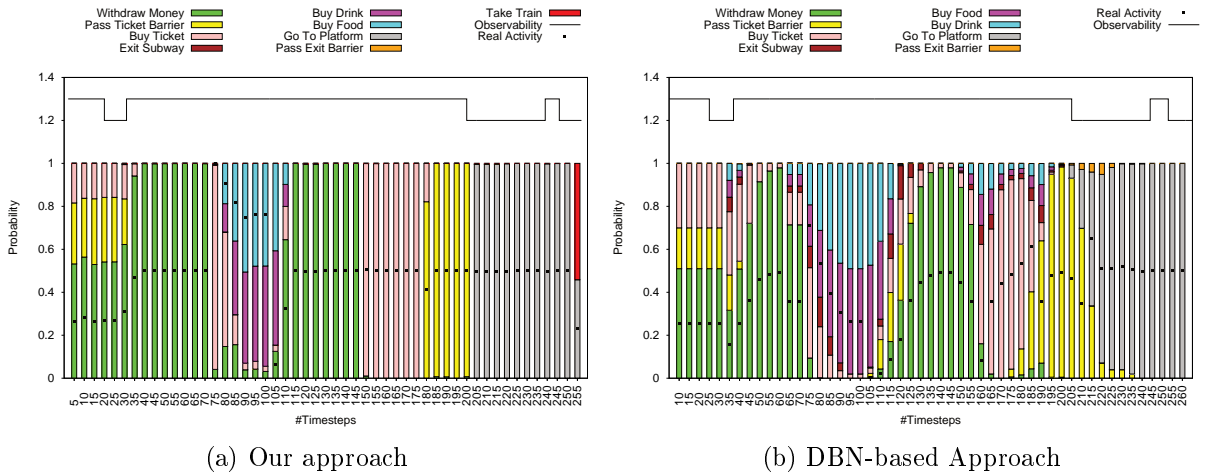 Withdraw Money
Pass Ticket Barrier
Buy Ticket
Exit Subway
Buy Drink
Buy Food
Go To Platform
Pass Exit Barrier
Take Train
Observability
Real Activity
1.4
1.2
1
0.8
0.6
0.4
0.2
0
Probability
5 10 15 20 25 30 35 40 45 50 55 60 65 70 75 80 85 90 95 100 105 110 115 120 125 130 135 140 145 150 155 160 165 170 175 180 185 190 195 200 205 210 215 220 225 230 235 240 245 250 255
#Timesteps
(a) Our approach
Withdraw Money
Pass Ticket Barrier
Buy Ticket
Exit Subway
Buy Food
Buy Drink
Go To Platform
Pass Exit Barrier
Real Activity
Observability
1.4
1.2
1
0.8
0.6
0.4
0.2
0
Probability
10 15 20 25 30 35 40 45 50 55 60 65 70 75 80 85 90 95 100 105 110 115 120 125 130 135 140 145 150 155 160 165 170 175 180 185 190 195 200 205 210 215 220 225 230 235 240 245 250 255 260
#Timesteps
(b) DBN-based Approach